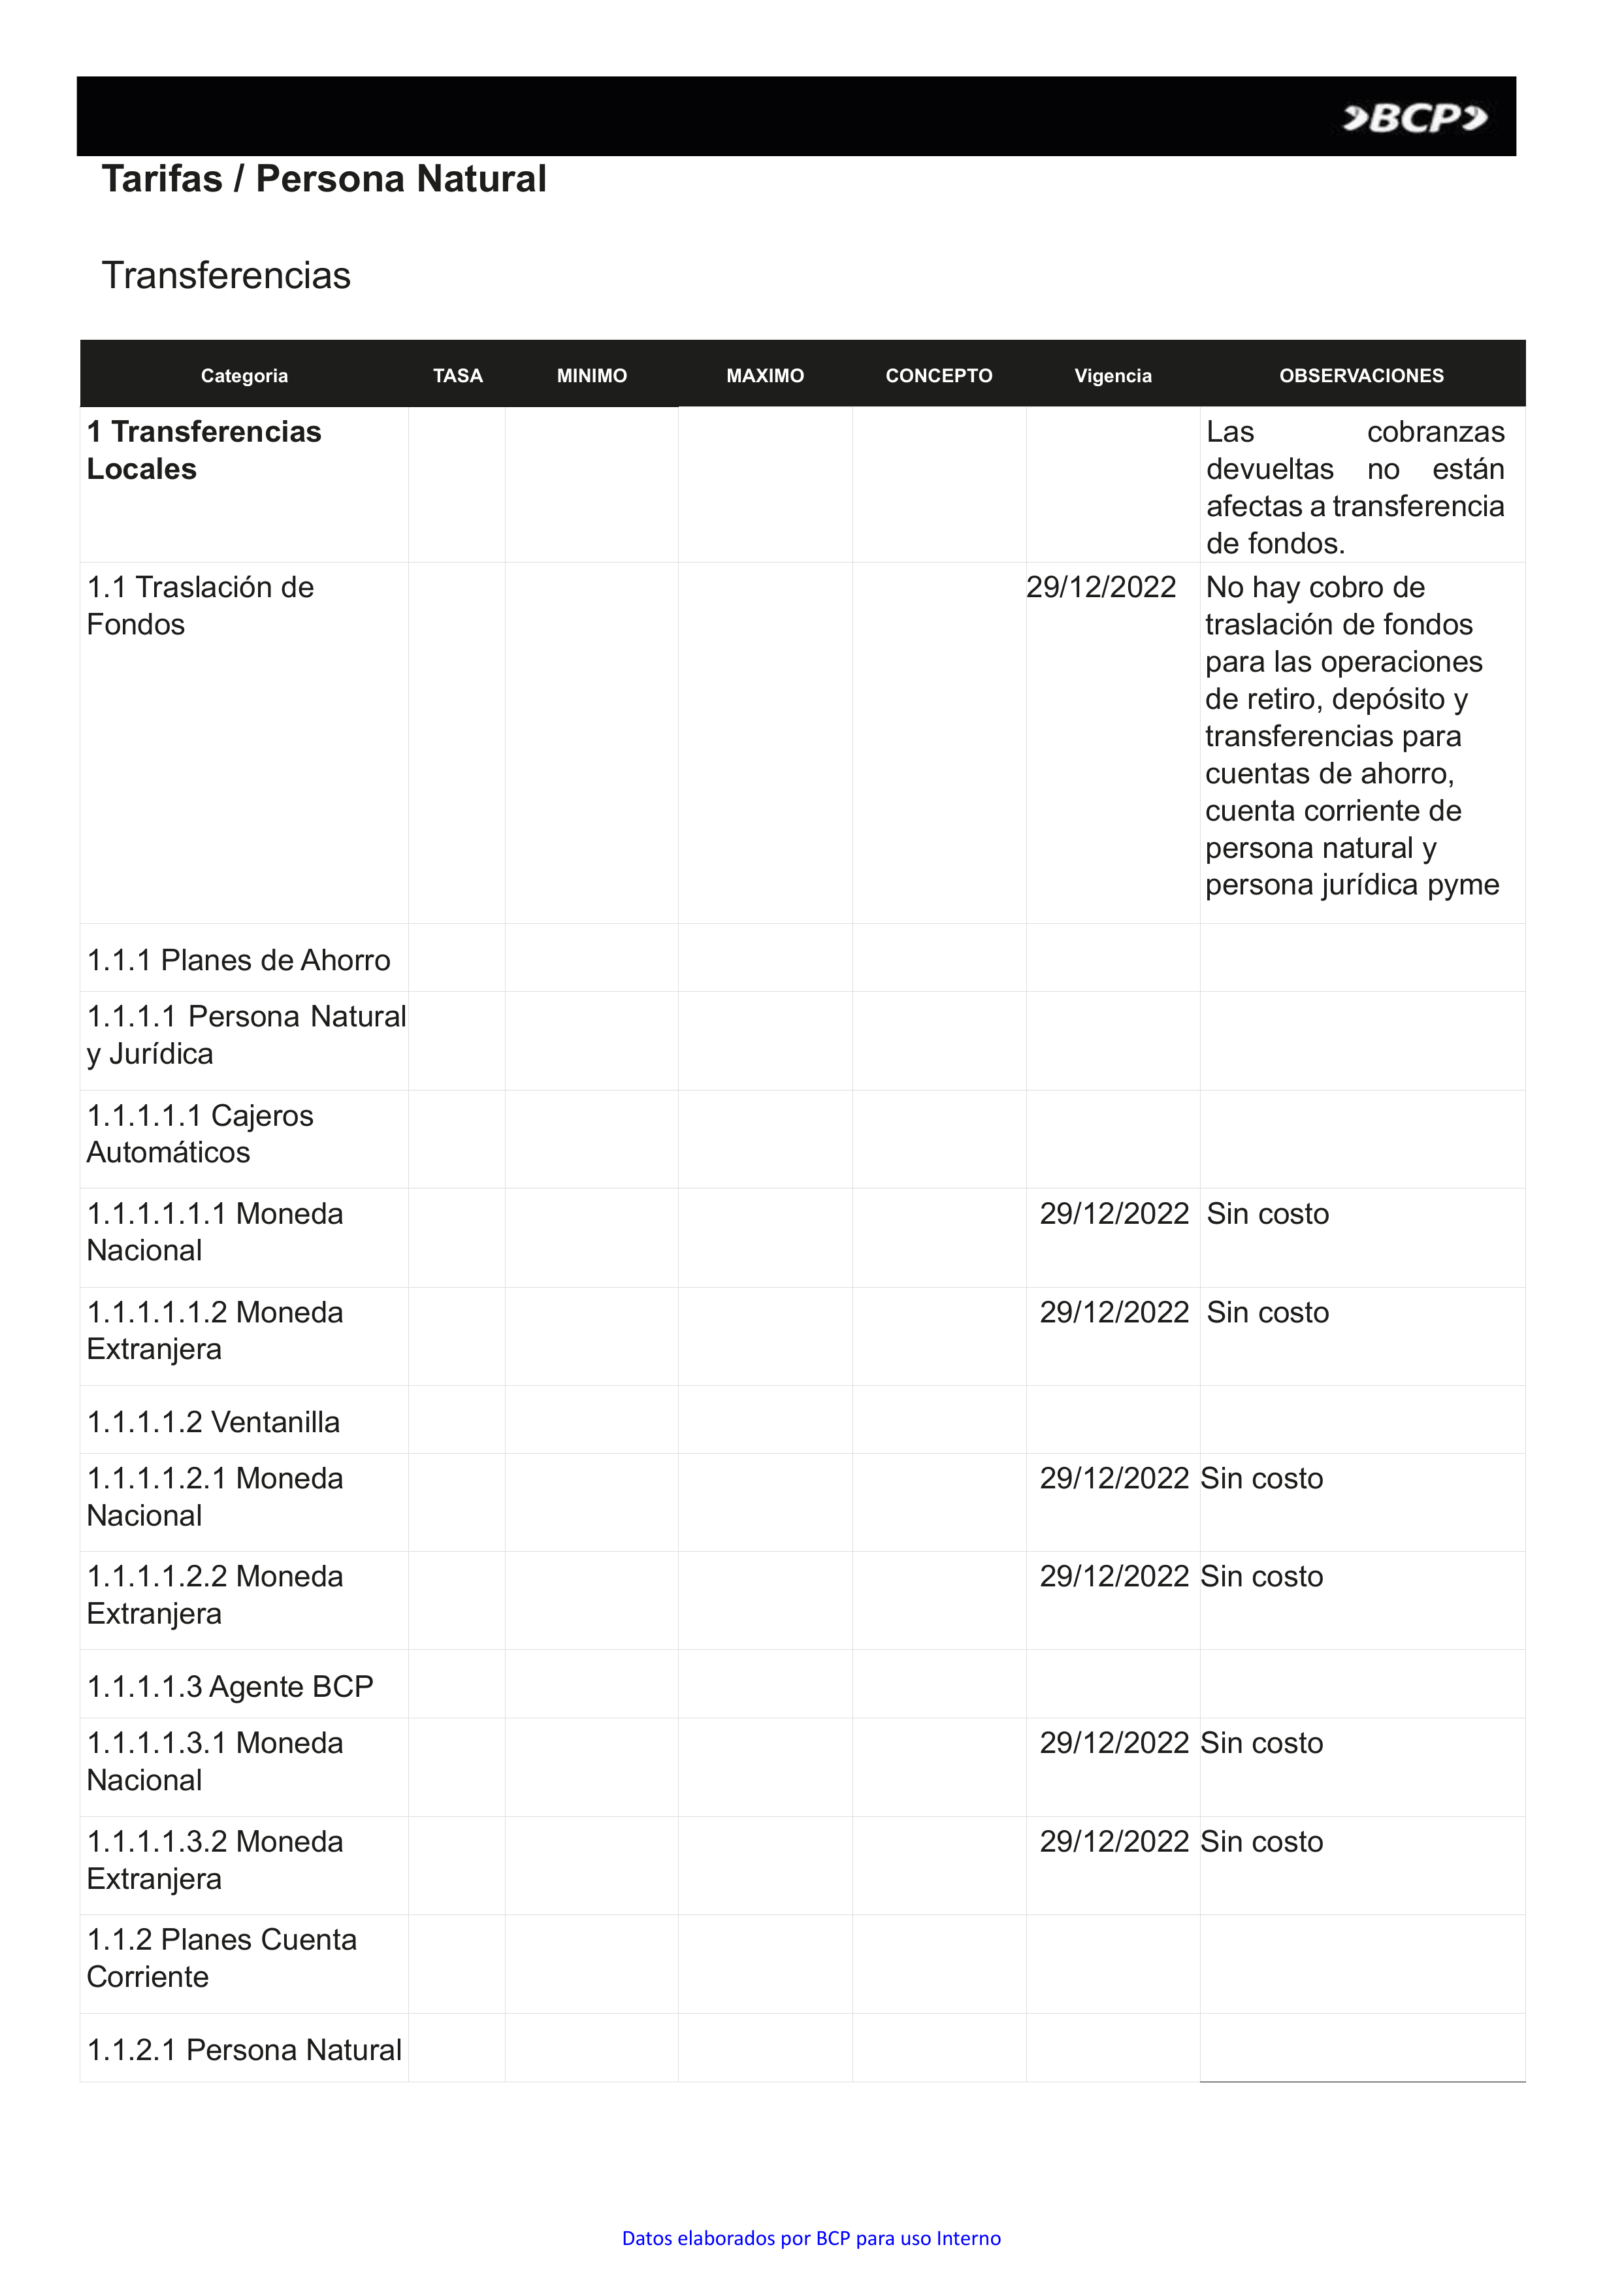 BCP
Tarifas / Persona Natural
Transferencias
Categoria TASA MINIMO MAXIMO CONCEPTO Vigencia OBSERVACIONES
1 Transferencias
Locales
Las cobranzas
devueltas no están
afectas a transferencia
de fondos.
1.1 Traslación de
Fondos
29/12/2022
No hay cobro de
traslación de fondos
para las operaciones
de retiro, depósito y
transferencias para
cuentas de ahorro,
cuenta corriente de
persona natural y
persona jurídica pyme
1.1.1 Planes de Ahorro
1.1.1.1 Persona Natural
y Jurídica
1.1.1.1.1 Cajeros
Automáticos
1.1.1.1.1.1 Moneda
Nacional
29/12/2022 Sin costo
1.1.1.1.1.2 Moneda
Extranjera
29/12/2022 Sin costo
1.1.1.1.2 Ventanilla
1.1.1.1.2.1 Moneda
Nacional
29/12/2022 Sin costo
1.1.1.1.2.2 Moneda
Extranjera
29/12/2022 Sin costo
1.1.1.1.3 Agente BCP
1.1.1.1.3.1 Moneda
Nacional
29/12/2022 Sin costo
1.1.1.1.3.2 Moneda
Extranjera
29/12/2022 Sin costo
1.1.2 Planes Cuenta
Corriente
1.1.2.1 Persona Natural
Datos elaborados por BCP para uso Interno